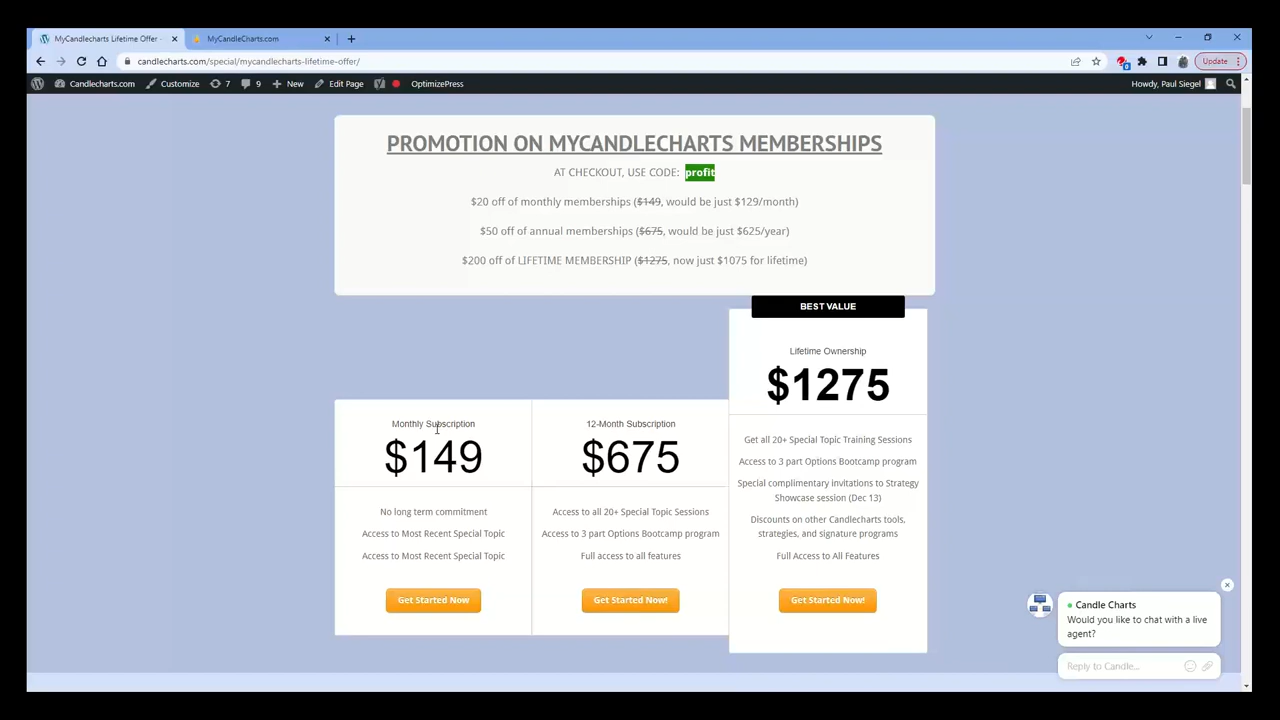 MyCandlecharts Lifetime Offer -
MyCandleCharts.com
candlecharts.com/special/mycandlecharts-lifetime-offer/
Update
Candlecharts.com
Customize
7
9
New
Edit Page
OptimizePress
Howdy, Paul Siegel
PROMOTION ON MYCANDLECHARTS MEMBERSHIPS
AT CHECKOUT, USE CODE: profit
$20 off of monthly memberships ($149, would be just $129/month)
$50 off of annual memberships ($675, would be just $625/year)
$200 off of LIFETIME MEMBERSHIP ($1275, now just $1075 for lifetime)
Monthly Subscription
$149
No long term commitment
Access to Most Recent Special Topic
Access to Most Recent Special Topic
Get Started Now
12-Month Subscription
$675
Access to all 20+ Special Topic Sessions
Access to 3 part Options Bootcamp program
Full access to all features
Get Started Now!
BEST VALUE
Lifetime Ownership
$1275
Get all 20+ Special Topic Training Sessions
Access to 3 part Options Bootcamp program
Special complimentary invitations to Strategy
Showcase session (Dec 13)
Discounts on other Candlecharts tools,
strategies, and signature programs
Full Access to All Features
Get Started Now!
Candle Charts
Would you like to chat with a live
agent?
Reply to Candle...